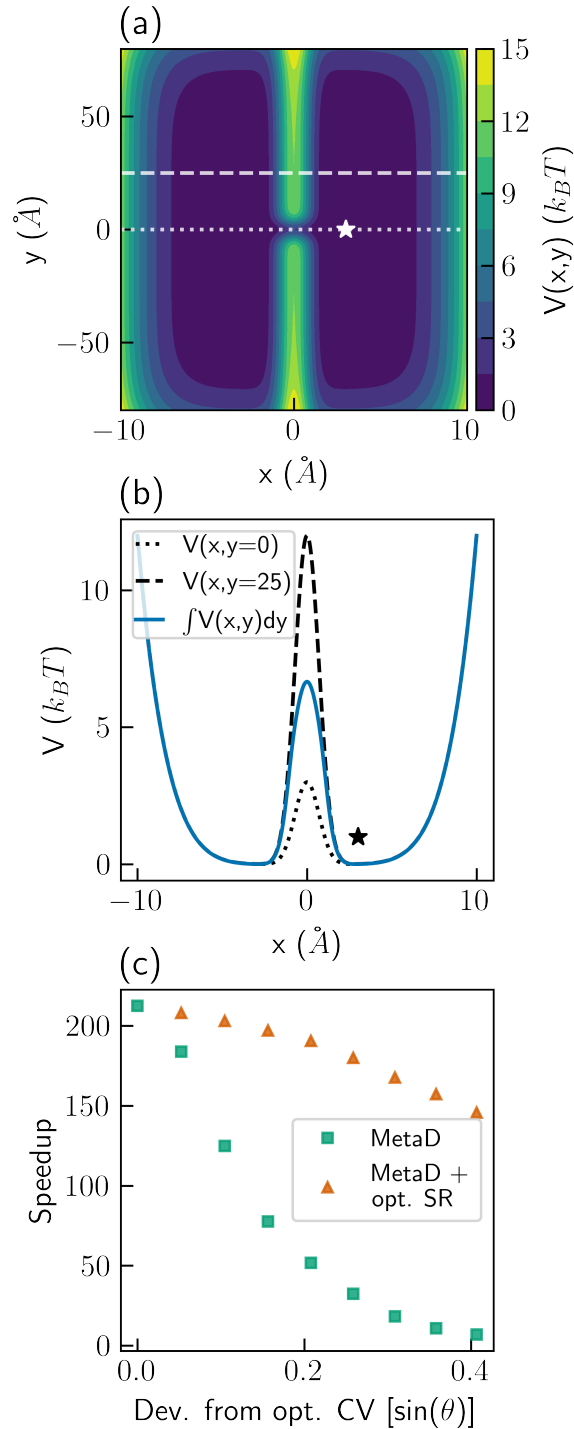 (a)
50
0
−50
y (Å)
−10
0
10
x (Å)
15
12
9
6
3
0
V(x,y) (k_BT)
(b)
V(x,y=0)
V(x,y=25)
∫V(x,y)dy
10
5
0
V (k_BT)
−10
0
10
x (Å)
(c)
200
150
100
50
0
Speedup
MetaD
MetaD +
opt. SR
0.0
0.2
0.4
Dev. from opt. CV [sin(θ)]